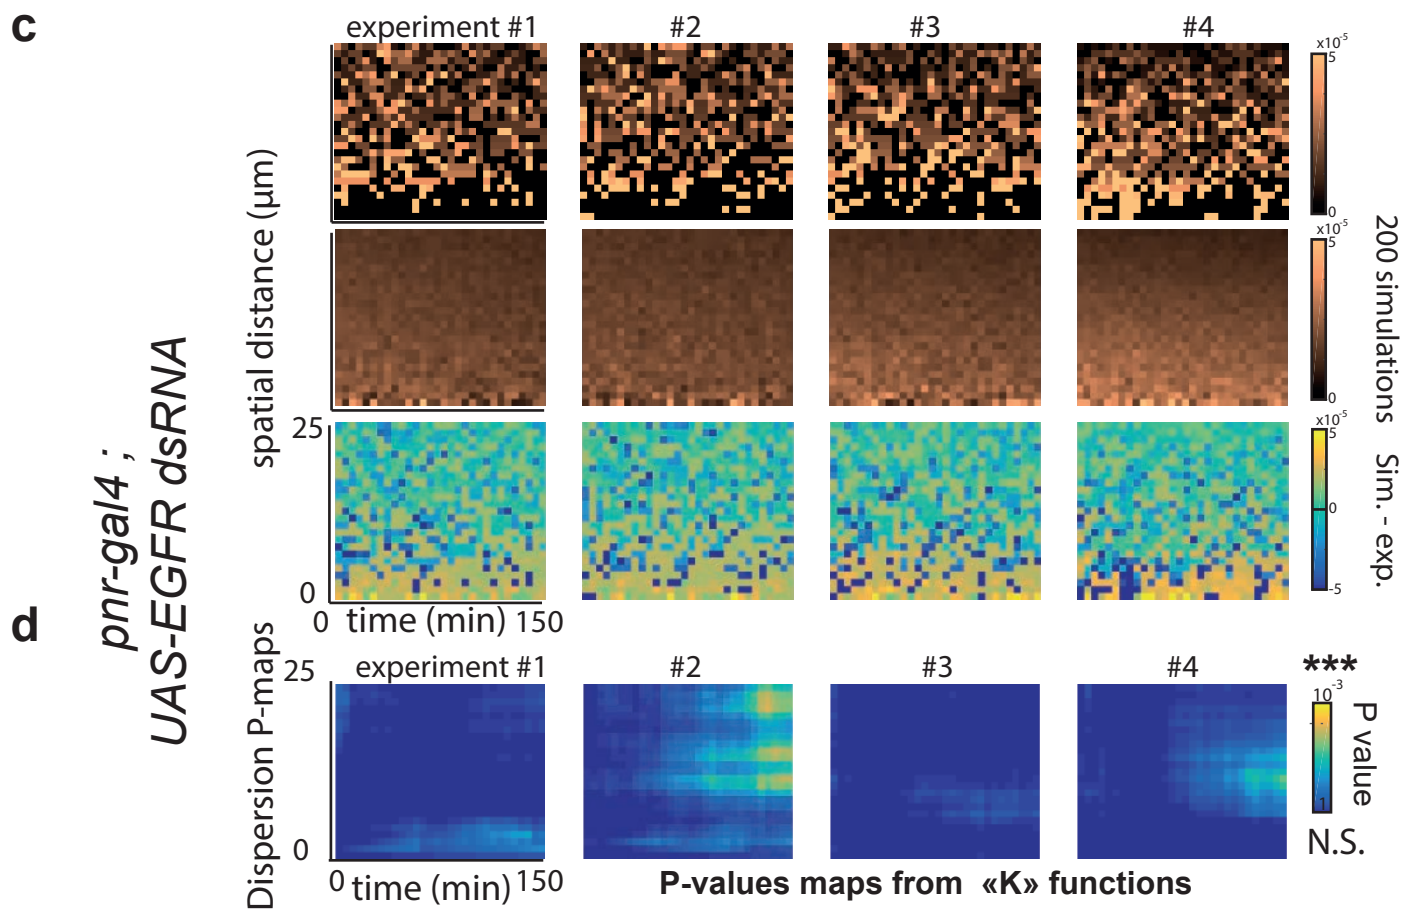 c
experiment #1 #2 #3 #4
x10-5
5
0
x10-5
5
0
200 simulations
spatial distance (µm)
pnr-gal4 ;
UAS-EGFR dsRNA
25
0
0 time (min) 150
x10-5
5
0
-5
Sim. - exp.
d
Dispersion P-maps
25
0
experiment #1 #2 #3 #4
***
10-3
1
P value
N.S.
0 time (min) 150
P-values maps from «K» functions